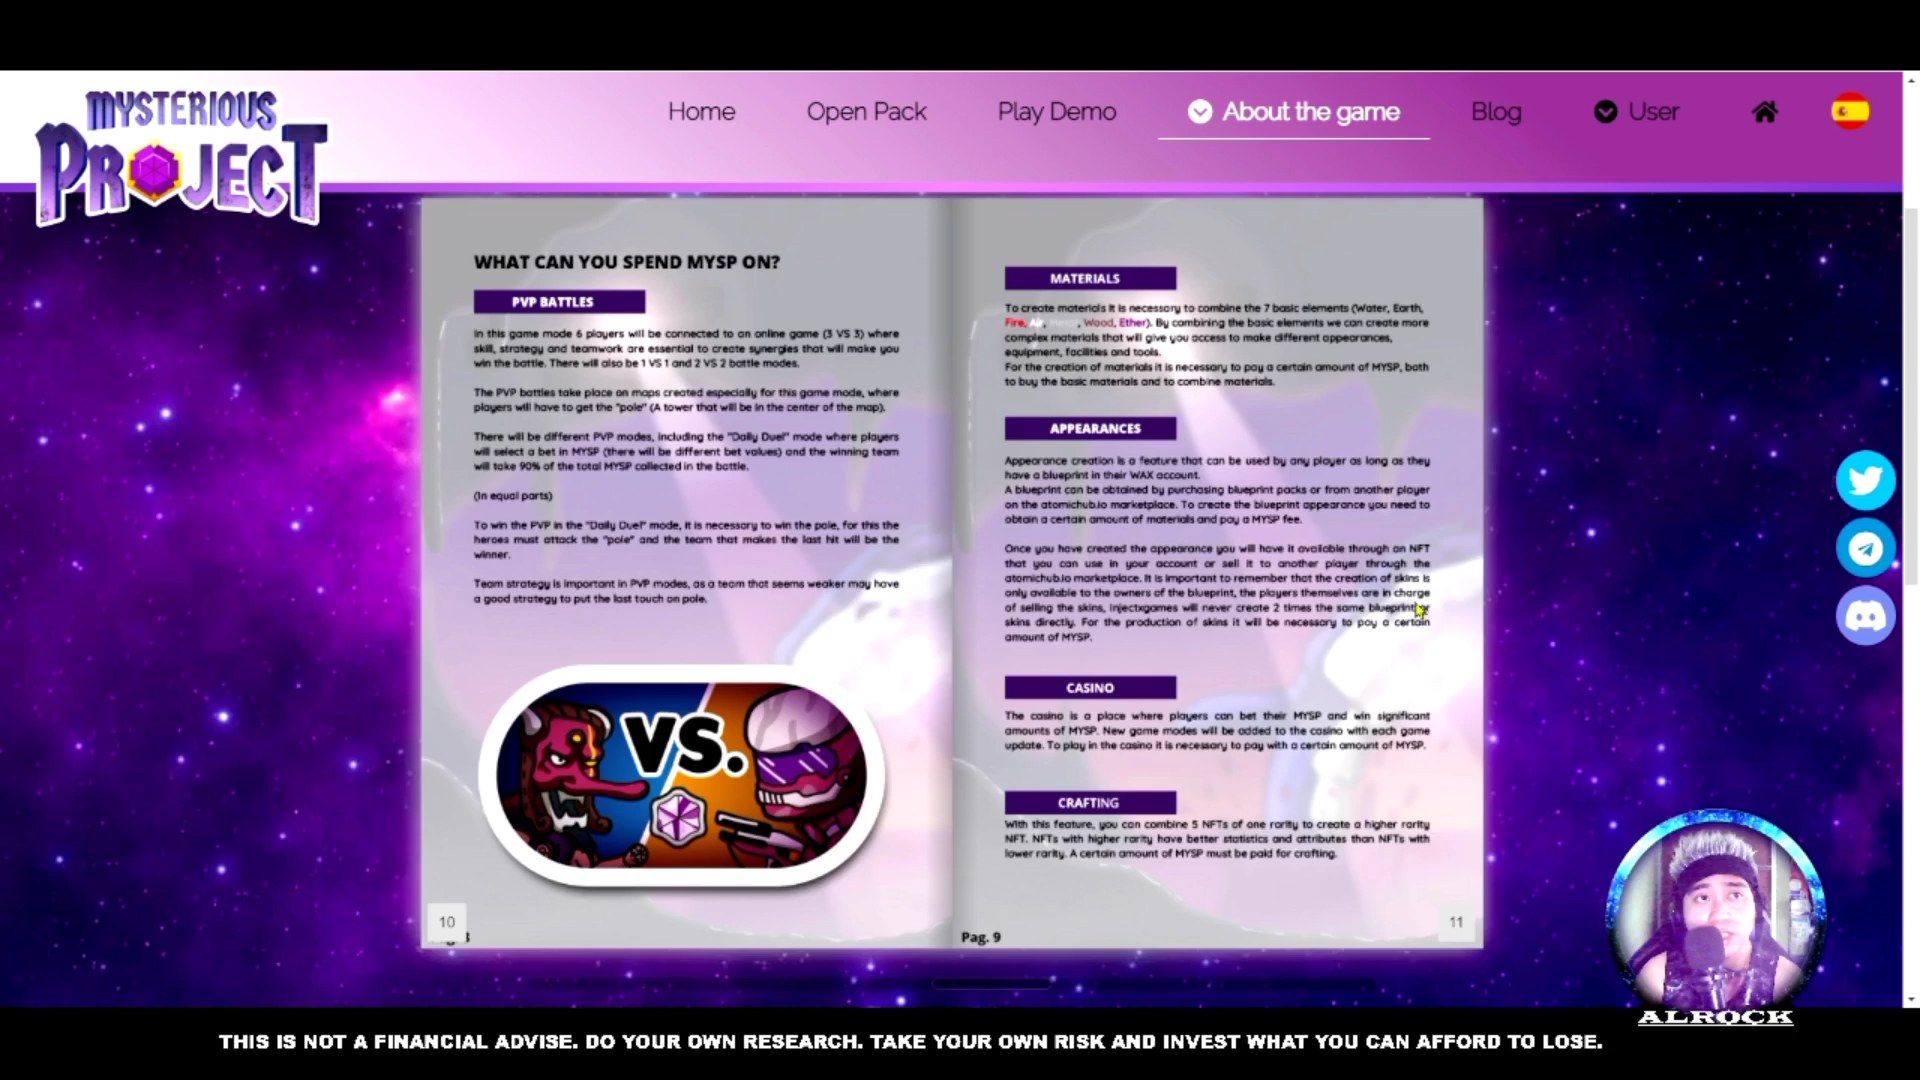 MYSTERIOUS
PROJECT
Home
Open Pack
Play Demo
About the game
Blog
User
WHAT CAN YOU SPEND MYSP ON?
PVP BATTLES
In this game mode 6 players will be connected to an online game (3 VS 3) where
skill, strategy and teamwork are essential to create synergies that will make you
win the battle. There will also be 1 VS 1 and 2 VS 2 battle modes.
The PVP battles take place on maps created especially for this game mode, where
players will have to get the "pole" (A tower that will be in the center of the map).
There will be different PVP modes, including the "Daily Duel" mode where players
will select a bet in MYSP (there will be different bet values) and the winning team
will take 90% of the total MYSP collected in the battle.
(In equal parts)
To win the PVP in the "Daily Duel" mode, it is necessary to win the pole, for this the
heroes must attack the "pole" and the team that makes the last hit will be the
winner.
Team strategy is important in PVP modes, as a team that seems weaker may have
a good strategy to put the last touch on pole.
VS.
10
MATERIALS
To create materials it is necessary to combine the 7 basic elements (Water, Earth,
Fire, Air, , Wood, Ether). By combining the basic elements we can create more
complex materials that will give you access to make different appearances,
equipment, facilities and tools.
For the creation of materials it is necessary to pay a certain amount of MYSP, both
to buy the basic materials and to combine materials.
APPEARANCES
Appearance creation is a feature that can be used by any player as long as they
have a blueprint in their WAX account.
A blueprint can be obtained by purchasing blueprint packs or from another player
on the atomichub.io marketplace. To create the blueprint appearance you need to
obtain a certain amount of materials and pay a MYSP fee.
Once you have created the appearance you will have it available through an NFT
that you can use in your account or sell it to another player through the
atomichub.io marketplace. It is important to remember that the creation of skins is
only available to the owners of the blueprint, the players themselves are in charge
of selling the skins, Injectxgames will never create 2 times the same blueprint or
skins directly. For the production of skins it will be necessary to pay a certain
amount of MYSP.
CASINO
The casino is a place where players can bet their MYSP and win significant
amounts of MYSP. New game modes will be added to the casino with each game
update. To play in the casino it is necessary to pay with a certain amount of MYSP.
CRAFTING
With this feature, you can combine 5 NFTs of one rarity to create a higher rarity
NFT. NFTs with higher rarity have better statistics and attributes than NFTs with
lower rarity. A certain amount of MYSP must be paid for crafting.
Pag. 9
11
ALROCK
THIS IS NOT A FINANCIAL ADVISE. DO YOUR OWN RESEARCH. TAKE YOUR OWN RISK AND INVEST WHAT YOU CAN AFFORD TO LOSE.